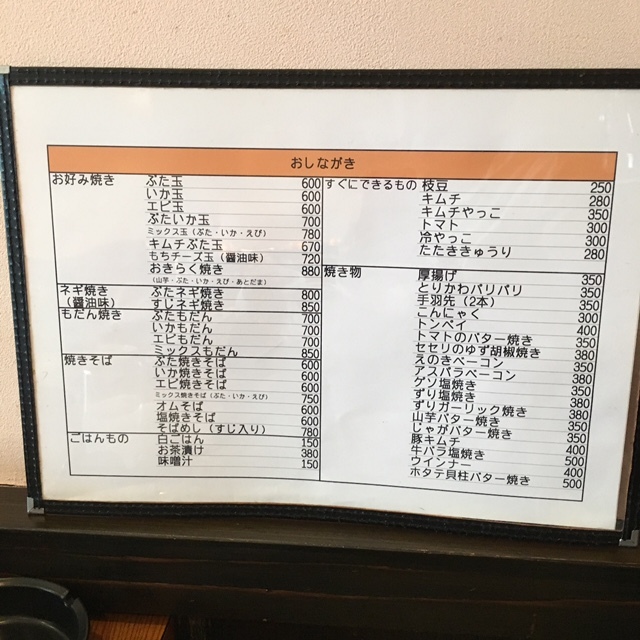 おしながき
お好み焼き ぶた玉 600
いか玉 600
エビ玉 600
ぶたいか玉 700
ミックス玉（ぶた・いか・えび） 780
キムチぶた玉 670
もちチーズ玉（醤油味） 720
おきらく焼き 880
（山芋・ぶた・いか・えび・あとだま）
ネギ焼き ぶたネギ焼き 800
（醤油味） すじネギ焼き 850
もだん焼き ぶたもだん 700
いかもだん 700
エビもだん 700
ミックスもだん 850
焼きそば ぶた焼きそば 600
いか焼きそば 600
エビ焼きそば 600
ミックス焼きそば（ぶた・いか・えび） 750
オムそば 600
塩焼きそば 600
そばめし（すじ入り） 780
ごはんもの 白ごはん 150
お茶漬け 380
味噌汁 150
すぐにできるもの 枝豆 250
キムチ 280
キムチやっこ 350
トマト 300
冷やっこ 300
たたききゅうり 280
焼き物 厚揚げ 350
とりかわパリパリ 350
手羽先（2本） 350
こんにゃく 300
トンペイ 400
トマトのバター焼き 350
セセリのゆず胡椒焼き 380
えのきベーコン 350
アスパラベーコン 380
ゲソ塩焼き 350
ずり塩焼き 380
ずりガーリック焼き 380
山芋バター焼き 350
じゃがバター焼き 350
豚キムチ 400
牛バラ塩焼き 500
ウインナー 400
ホタテ貝柱バター焼き 500